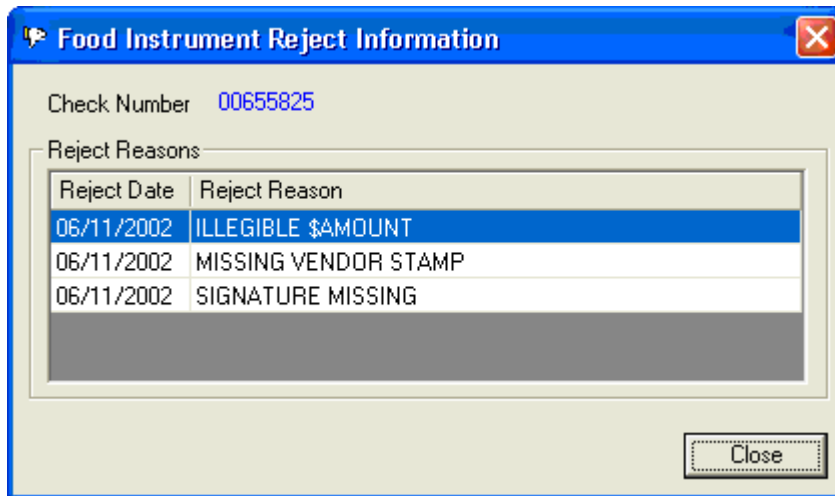 Food Instrument Reject Information
Check Number 00655825
Reject Reasons
Reject Date Reject Reason
06/11/2002 ILLEGIBLE $AMOUNT
06/11/2002 MISSING VENDOR STAMP
06/11/2002 SIGNATURE MISSING
Close